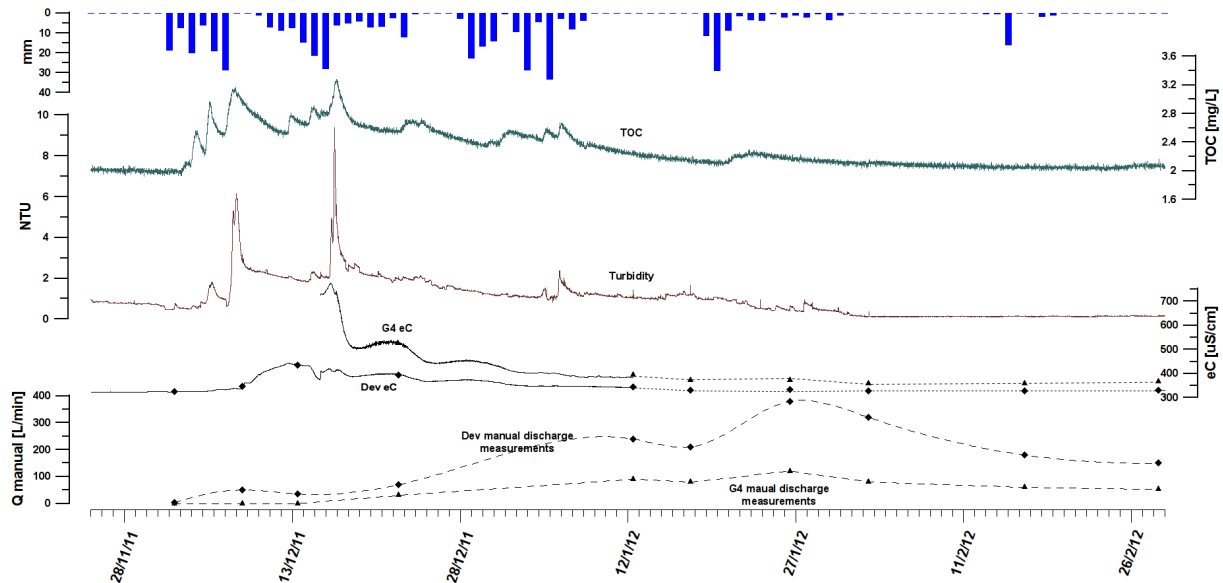 0
10
20
30
40
mm
3.6
3.2
2.8
2.4
2
1.6
TOC [mg/L]
TOC
10
8
6
4
2
0
NTU
Turbidity
700
600
500
400
300
eC [uS/cm]
G4 eC
Dev eC
400
300
200
100
0
Q manual [L/min]
Dev manual discharge
measurements
G4 maual discharge
measurements
28/11/11
13/12/11
28/12/11
12/1/12
27/1/12
11/2/12
26/2/12